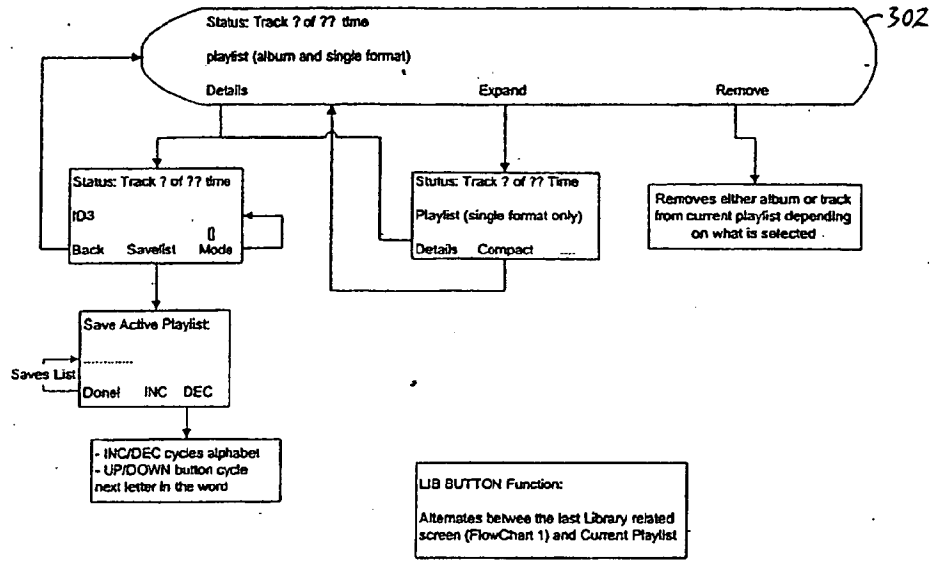 302
Status: Track ? of ?? time
playlist (album and single format)
Details Expand Remove
Status: Track ? of ?? time
ID3
[]
Back Savelist Mode
Status: Track ? of ?? Time
Playlist (single format only)
Details Compact ....
Removes either album or track
from current playlist depending
on what is selected
Save Active Playlist:
............
Saves List
Done! INC DEC
- INC/DEC cycles alphabet
- UP/DOWN button cycle
next letter in the word
LIB BUTTON Function:
Alternates betwee the last Library related
screen (FlowChart 1) and Current Playlist